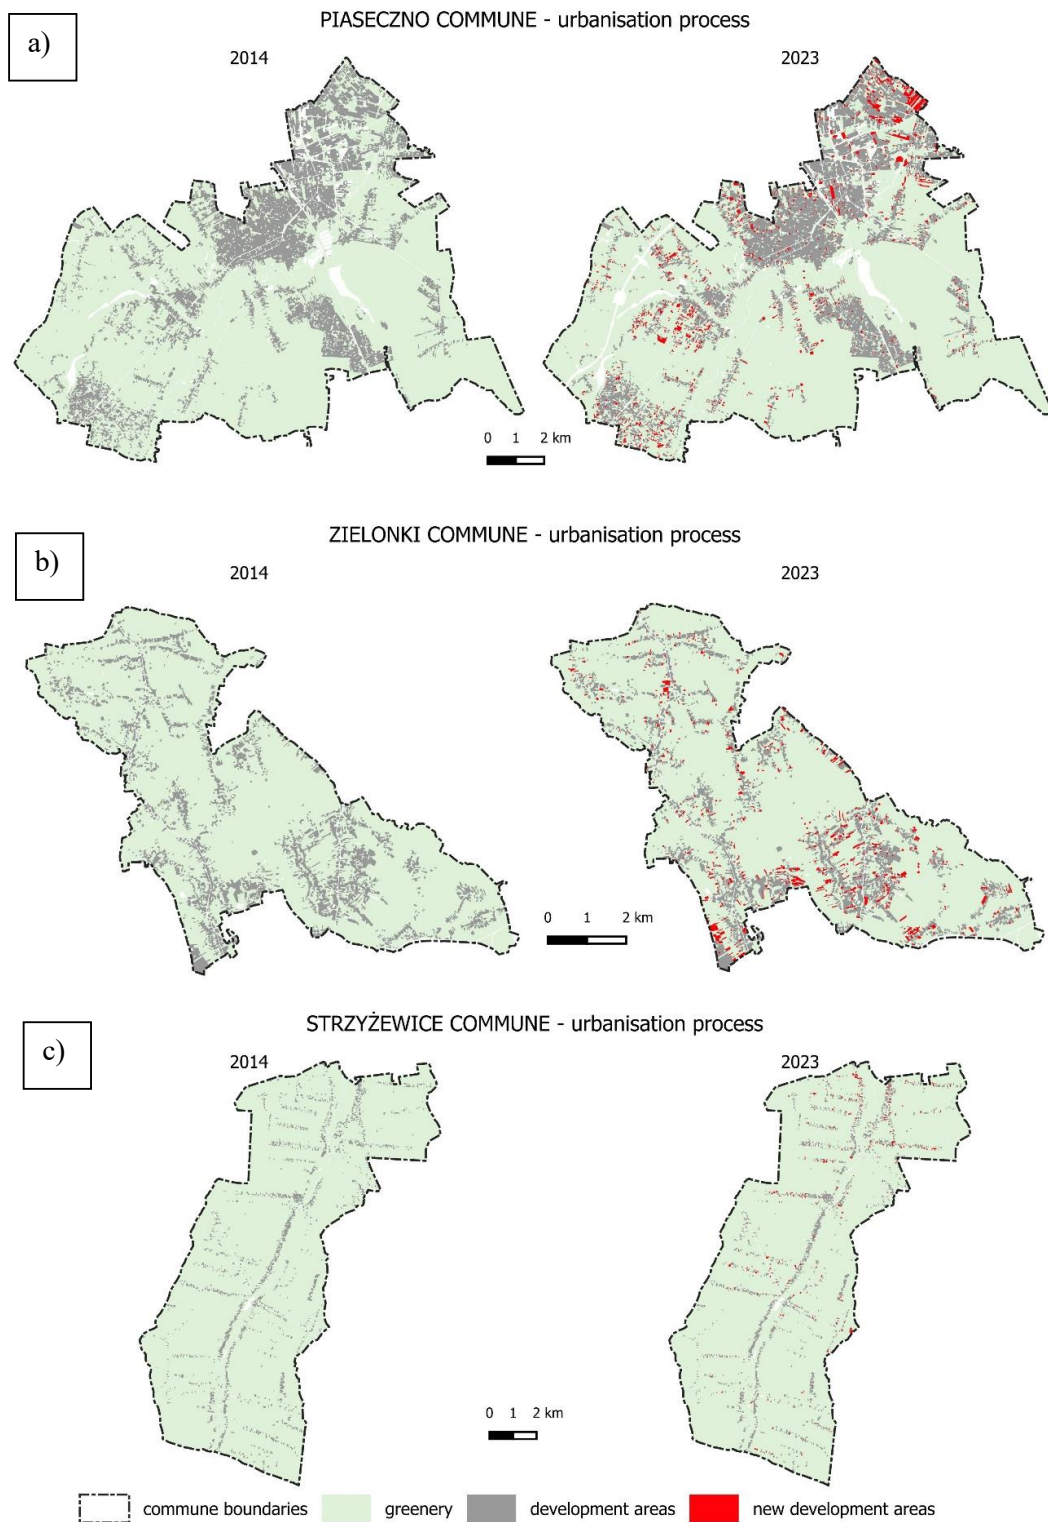 a)
PIASECZNO COMMUNE - urbanisation process
2014 2023
0 1 2 km
b)
ZIELONKI COMMUNE - urbanisation process
2014 2023
0 1 2 km
c)
STRZYŻEWICE COMMUNE - urbanisation process
2014 2023
0 1 2 km
commune boundaries greenery development areas new development areas